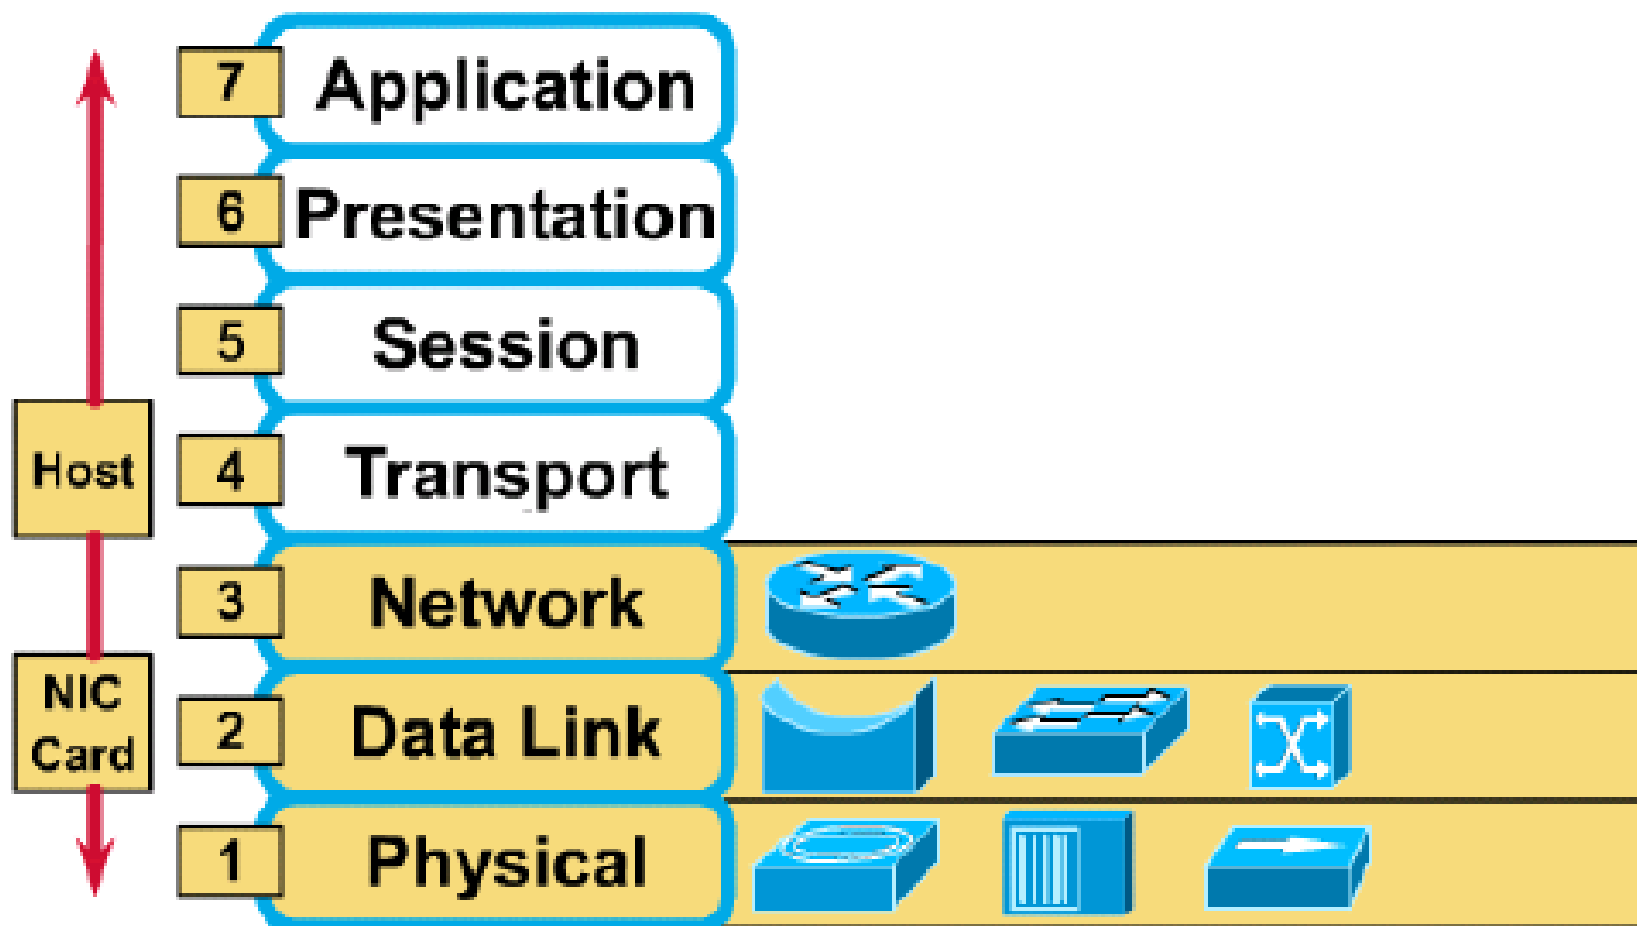 7 Application
6 Presentation
5 Session
Host
4 Transport
3 Network
NIC
Card
2 Data Link
1 Physical